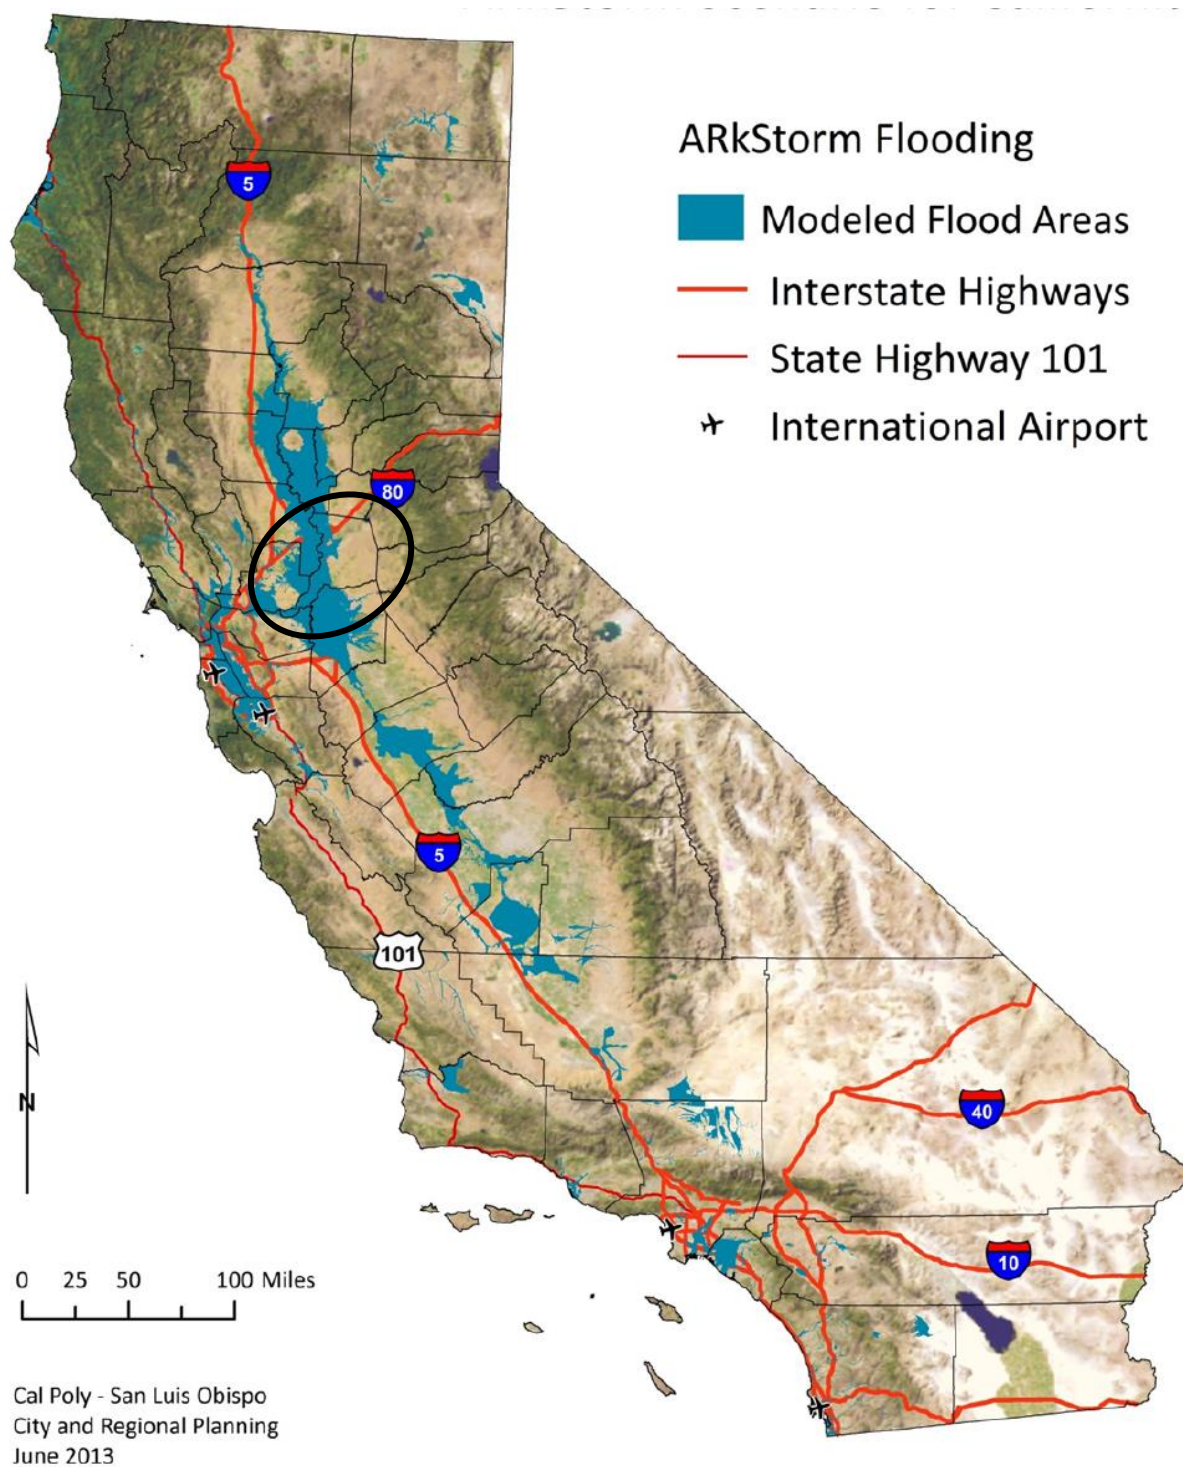 ARkStorm Flooding
Modeled Flood Areas
Interstate Highways
State Highway 101
International Airport
5
80
5
101
40
10
N
0 25 50 100 Miles
Cal Poly - San Luis Obispo
City and Regional Planning
June 2013